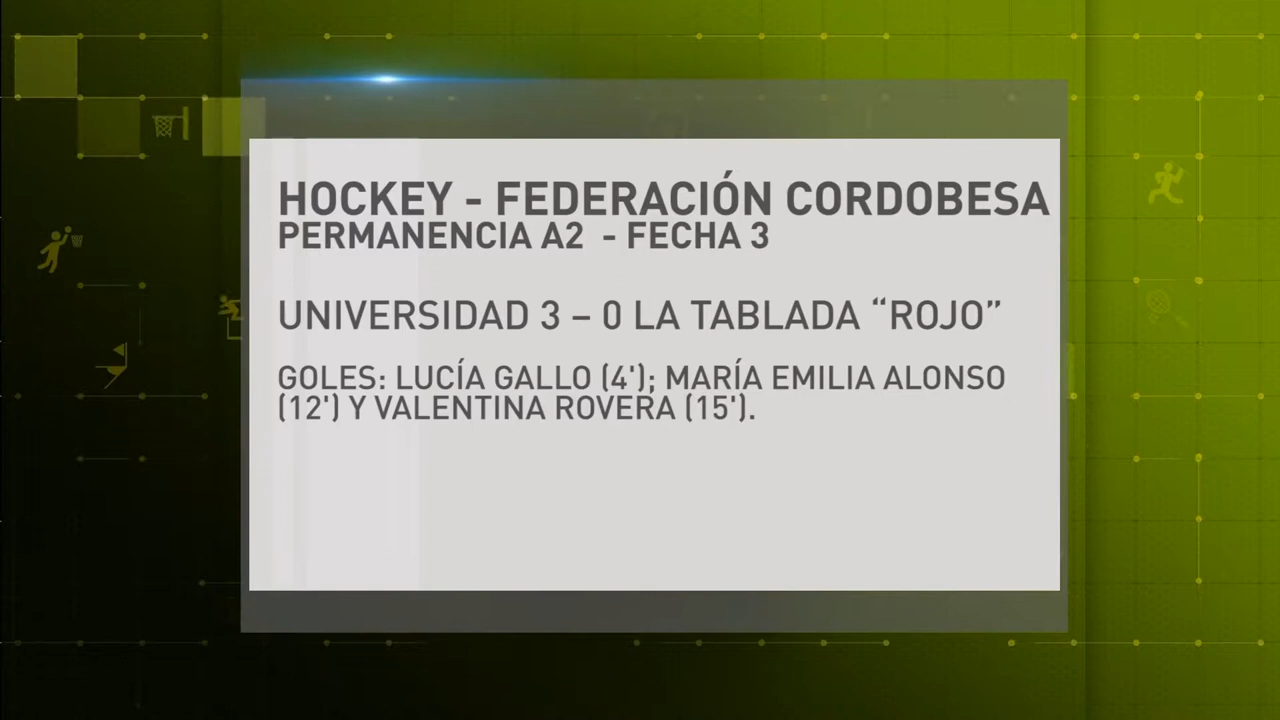 HOCKEY - FEDERACIÓN CORDOBESA
PERMANENCIA A2 - FECHA 3
UNIVERSIDAD 3 – 0 LA TABLADA “ROJO”
GOLES: LUCÍA GALLO (4'); MARÍA EMILIA ALONSO
(12') Y VALENTINA ROVERA (15').